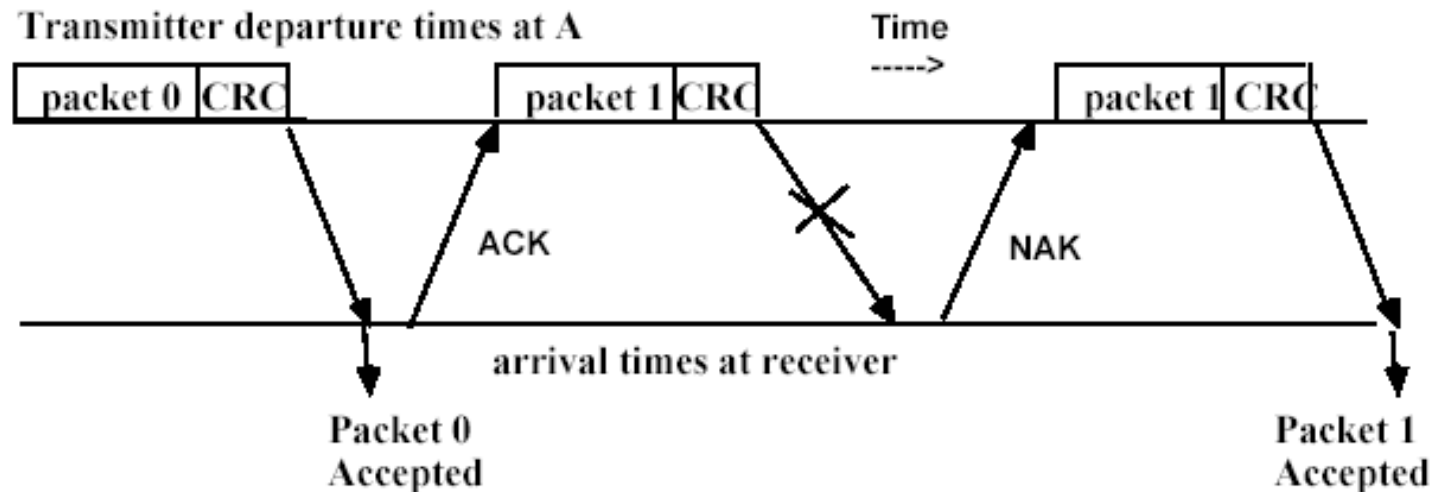 Transmitter departure times at A
Time
----->
packet 0 CRC
packet 1 CRC
packet 1 CRC
ACK
NAK
arrival times at receiver
Packet 0
Accepted
Packet 1
Accepted